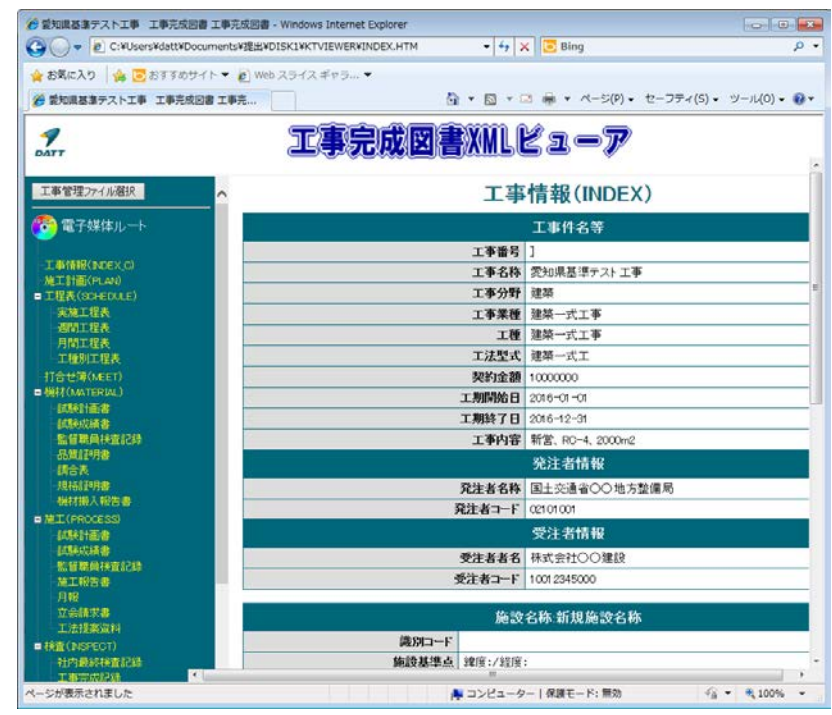 愛知県基準テスト工事　工事完成図書 工事完成図書 - Windows Internet Explorer
C:¥Users¥datt¥Documents¥提出¥DISK1¥KTVIEWER¥INDEX.HTM
Bing
お気に入り
おすすめサイト
Web スライス ギャラ...
愛知県基準テスト工事　工事完成図書 工事完...
ページ(P)
セーフティ(S)
ツール(O)
DATT
工事完成図書XMLビューア
工事管理ファイル選択
電子媒体ルート
工事情報(INDEX_C)
施工計画(PLAN)
工程表(SCHEDULE)
実施工程表
週間工程表
月間工程表
工種別工程表
打合せ簿(MEET)
機材(MATERIAL)
試験計画書
試験成績書
監督職員検査記録
品質証明書
調合表
規格証明書
機材搬入報告書
施工(PROCESS)
試験計画書
試験成績書
監督職員検査記録
施工報告書
月報
立会請求書
工法提案資料
検査(INSPECT)
社内最終検査記録
工事完成記録
工事情報(INDEX)
工事件名等
工事番号 ]
工事名称 愛知県基準テスト工事
工事分野 建築
工事業種 建築一式工事
工種 建築一式工事
工法型式 建築一式工
契約金額 10000000
工期開始日 2016-01-01
工期終了日 2016-12-31
工事内容 新営、RC-4、2000m2
発注者情報
発注者名称 国土交通省〇〇地方整備局
発注者コード 02101001
受注者情報
受注者者名 株式会社〇〇建設
受注者コード 10012345000
施設名称:新規施設名称
識別コード
施設基準点 緯度:/経度:
ページが表示されました
コンピューター | 保護モード: 無効
100%